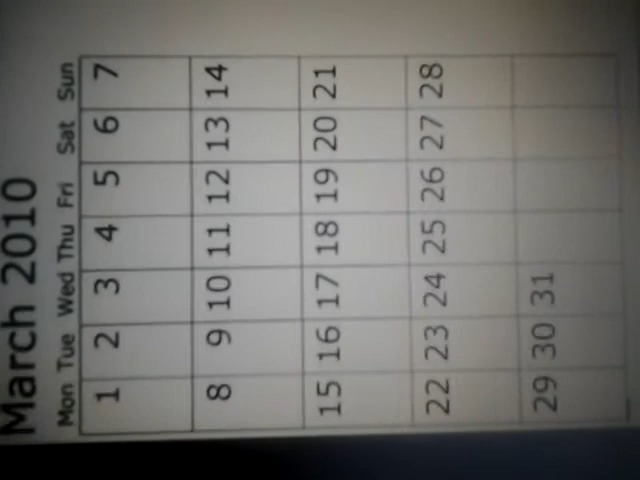 March 2010
Mon Tue Wed Thu Fri Sat Sun
1 2 3 4 5 6 7
8 9 10 11 12 13 14
15 16 17 18 19 20 21
22 23 24 25 26 27 28
29 30 31